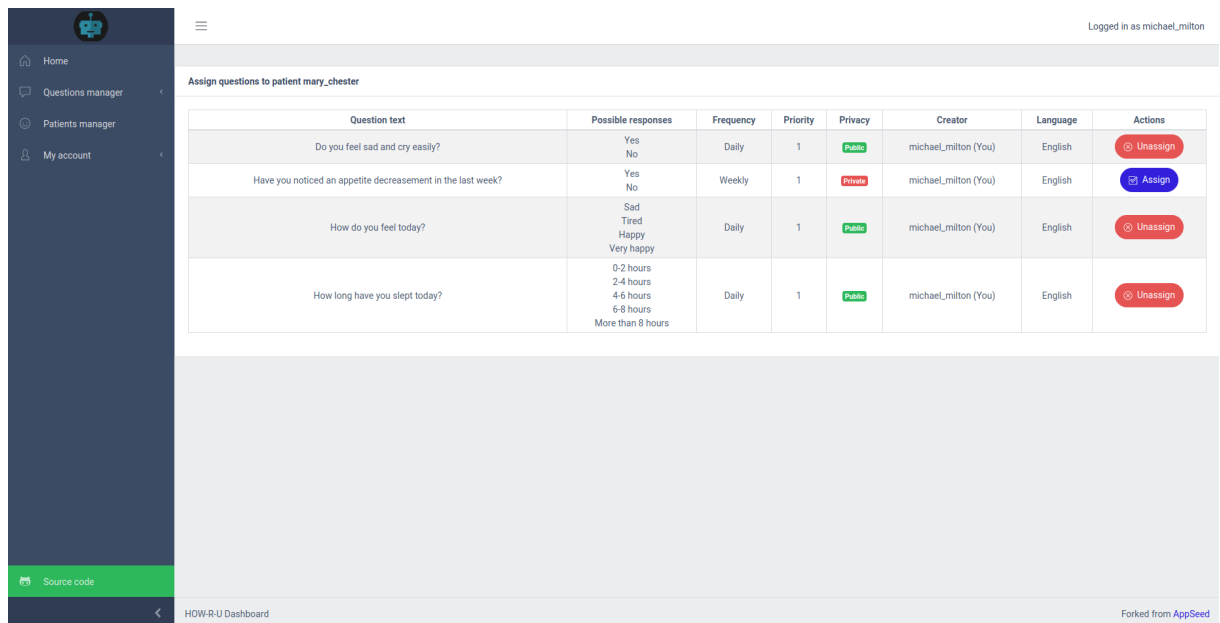 Logged in as michael_milton
Home
Questions manager
Patients manager
My account
Assign questions to patient mary_chester
Question text Possible responses Frequency Priority Privacy Creator Language Actions
Do you feel sad and cry easily? Yes No Daily 1 Public michael_milton (You) English Unassign
Have you noticed an appetite decreasement in the last week? Yes No Weekly 1 Private michael_milton (You) English Assign
How do you feel today? Sad Tired Happy Very happy Daily 1 Public michael_milton (You) English Unassign
How long have you slept today? 0-2 hours 2-4 hours 4-6 hours 6-8 hours More than 8 hours Daily 1 Public michael_milton (You) English Unassign
Source code
HOW-R-U Dashboard
Forked from AppSeed